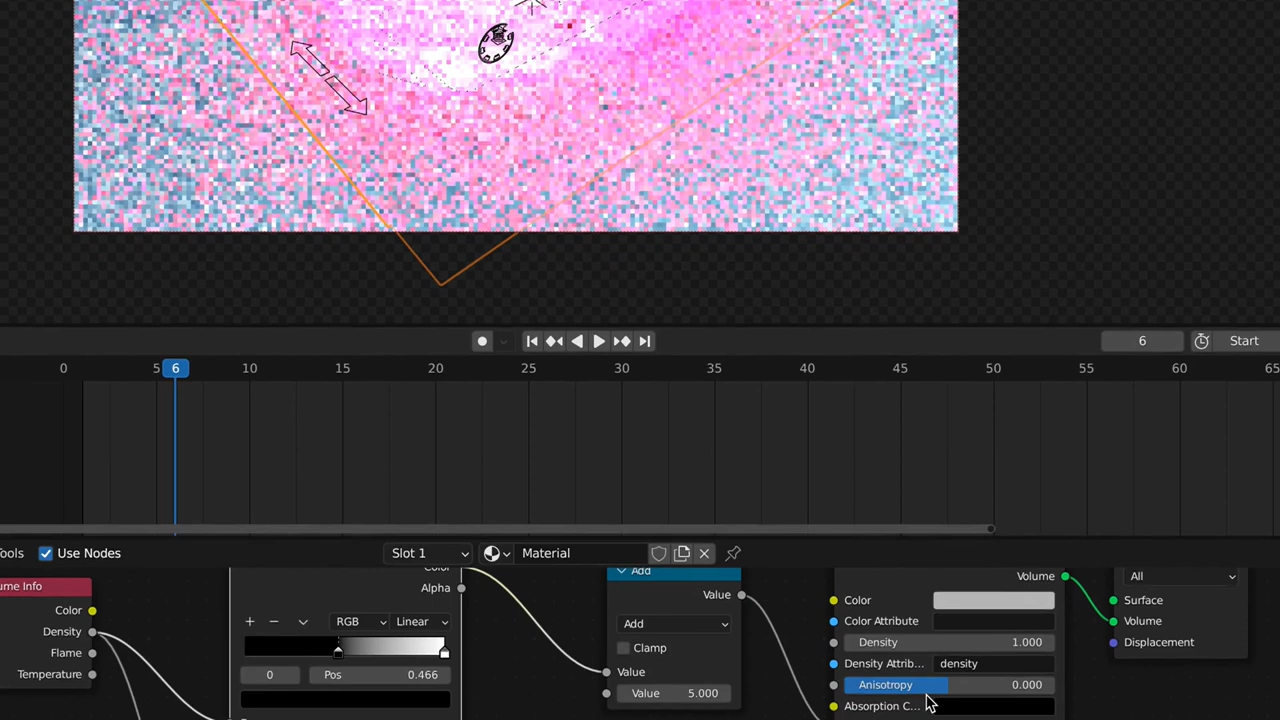 6
Start
0
5
6
10
15
20
25
30
35
40
45
50
55
60
65
Tools
Use Nodes
Slot 1
Material
ume Info
Color
Density
Flame
Temperature
Color
Alpha
RGB
Linear
0
Pos
0.466
Add
Value
Add
Clamp
Value
Value
5.000
Volume
Color
Color Attribute
Density
1.000
Density Attrib...
density
Anisotropy
0.000
Absorption C...
All
Surface
Volume
Displacement